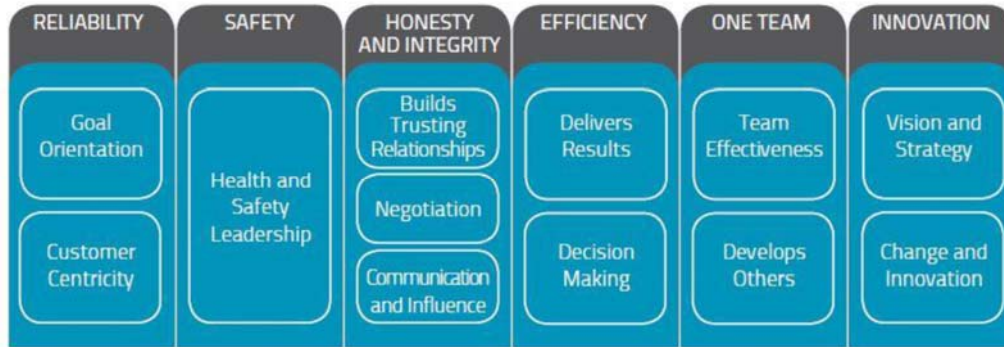 RELIABILITY
Goal
Orientation
Customer
Centricity
SAFETY
Health and
Safety
Leadership
HONESTY
AND INTEGRITY
Builds
Trusting
Relationships
Negotiation
Communication
and Influence
EFFICIENCY
Delivers
Results
Decision
Making
ONE TEAM
Team
Effectiveness
Develops
Others
INNOVATION
Vision and
Strategy
Change and
Innovation